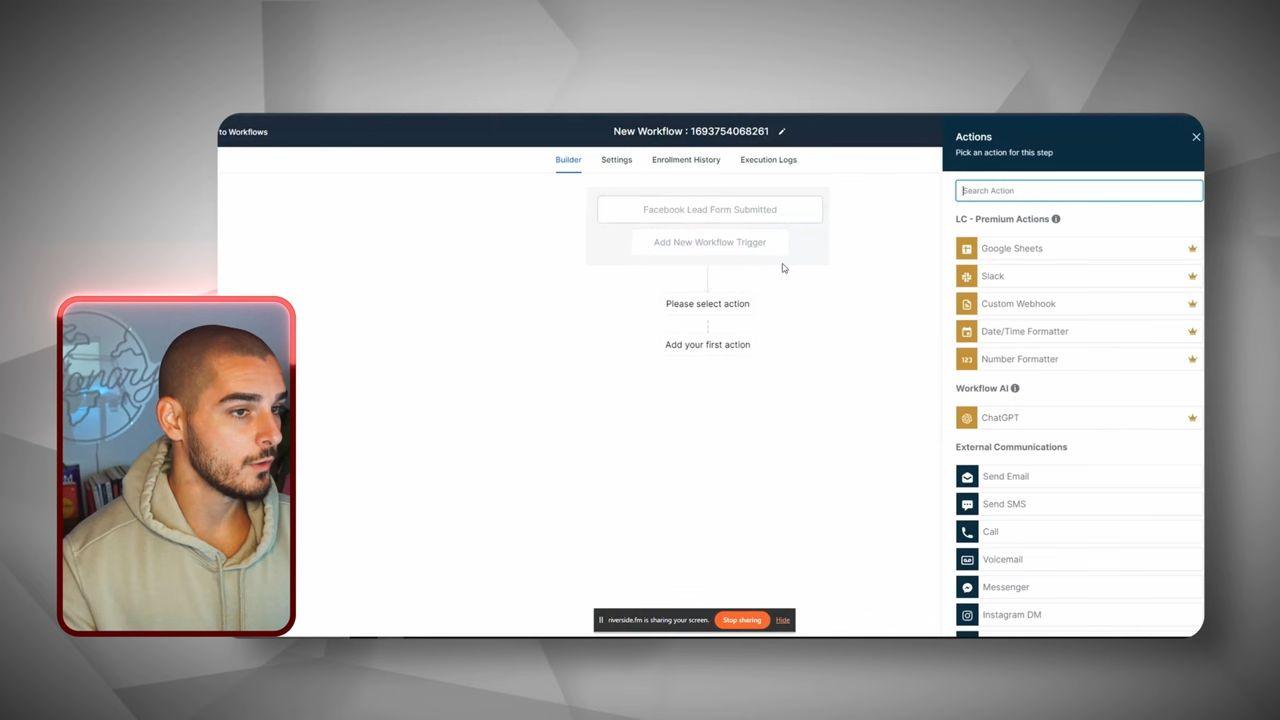 to Workflows
New Workflow : 1693754068261
Builder
Settings
Enrollment History
Execution Logs
Facebook Lead Form Submitted
Add New Workflow Trigger
Please select action
Add your first action
Actions
Pick an action for this step
Search Action
LC - Premium Actions
Google Sheets
Slack
Custom Webhook
Date/Time Formatter
123 Number Formatter
Workflow AI
ChatGPT
External Communications
Send Email
Send SMS
Call
Voicemail
Messenger
Instagram DM
riverside.fm is sharing your screen.
Stop sharing
Hide